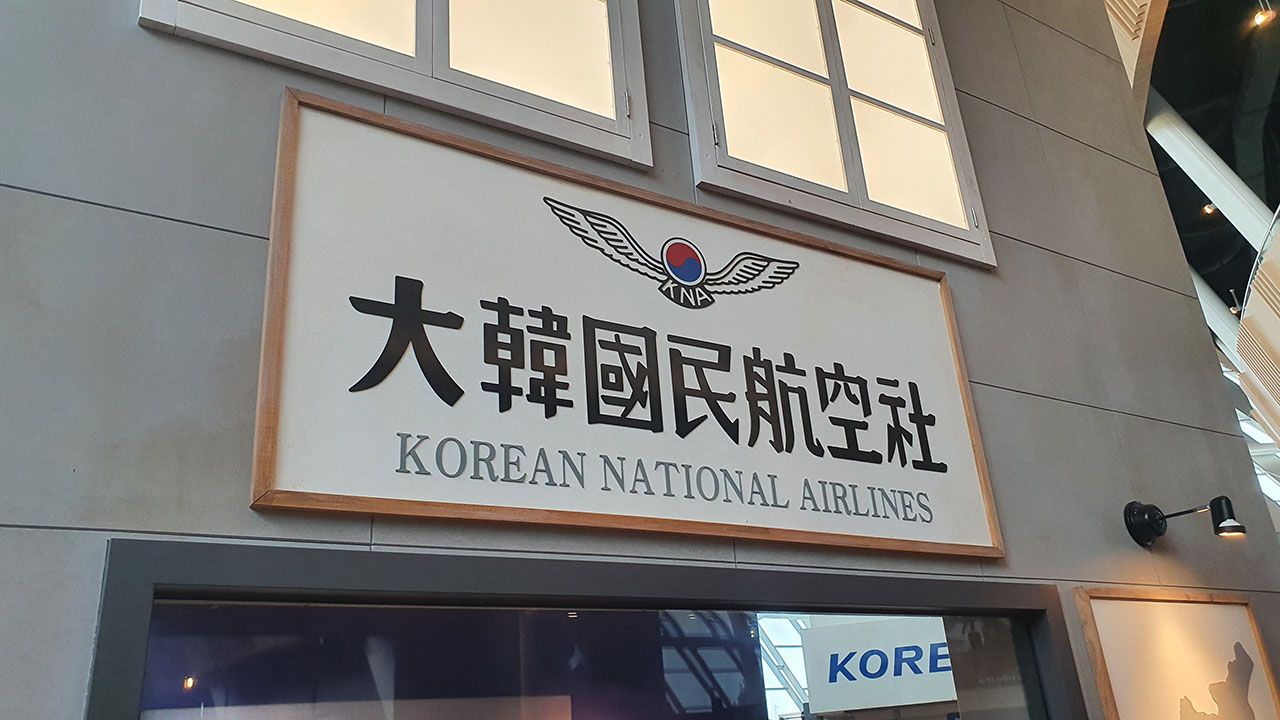 KNA
大韓國民航空社
KOREAN NATIONAL AIRLINES
KORE